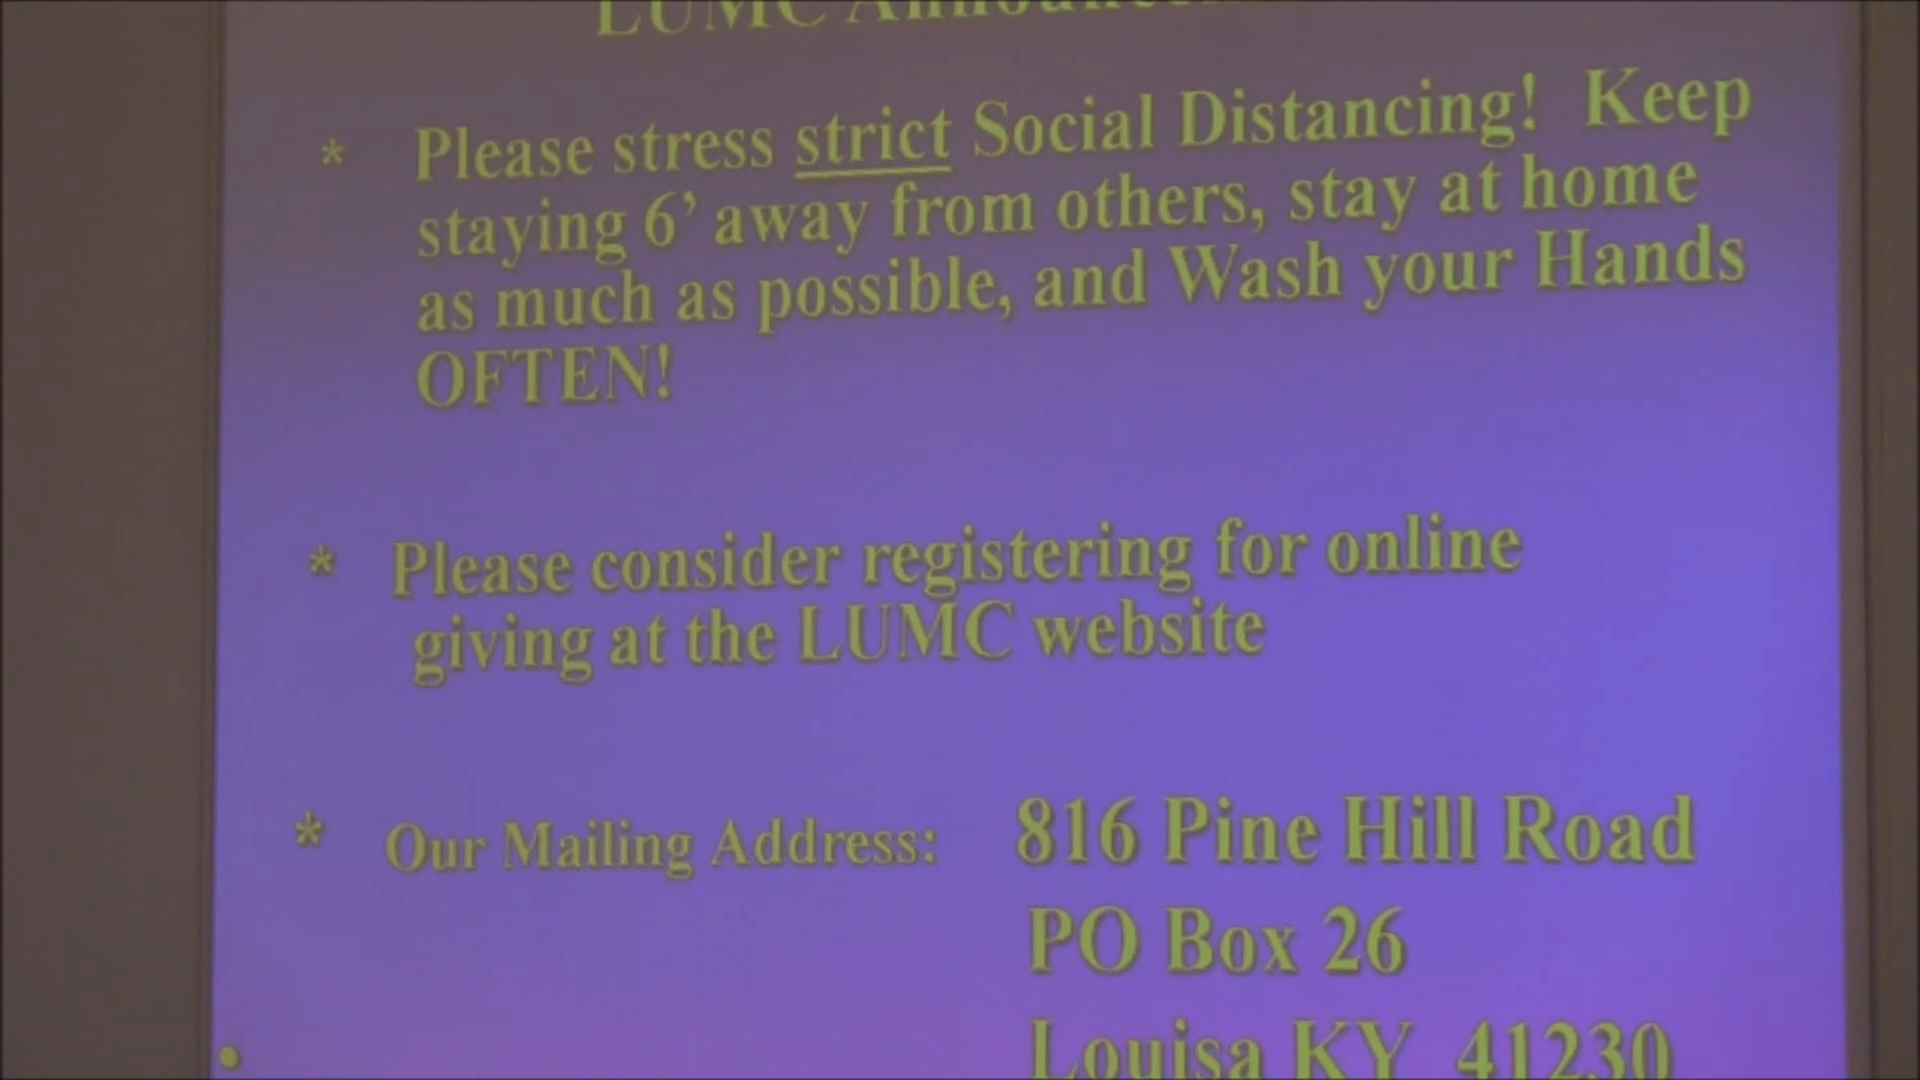 LUMC
* Please stress strict Social Distancing! Keep
staying 6’ away from others, stay at home
as much as possible, and Wash your Hands
OFTEN!
* Please consider registering for online
giving at the LUMC website
* Our Mailing Address: 816 Pine Hill Road
PO Box 26
Louisa KY 41230